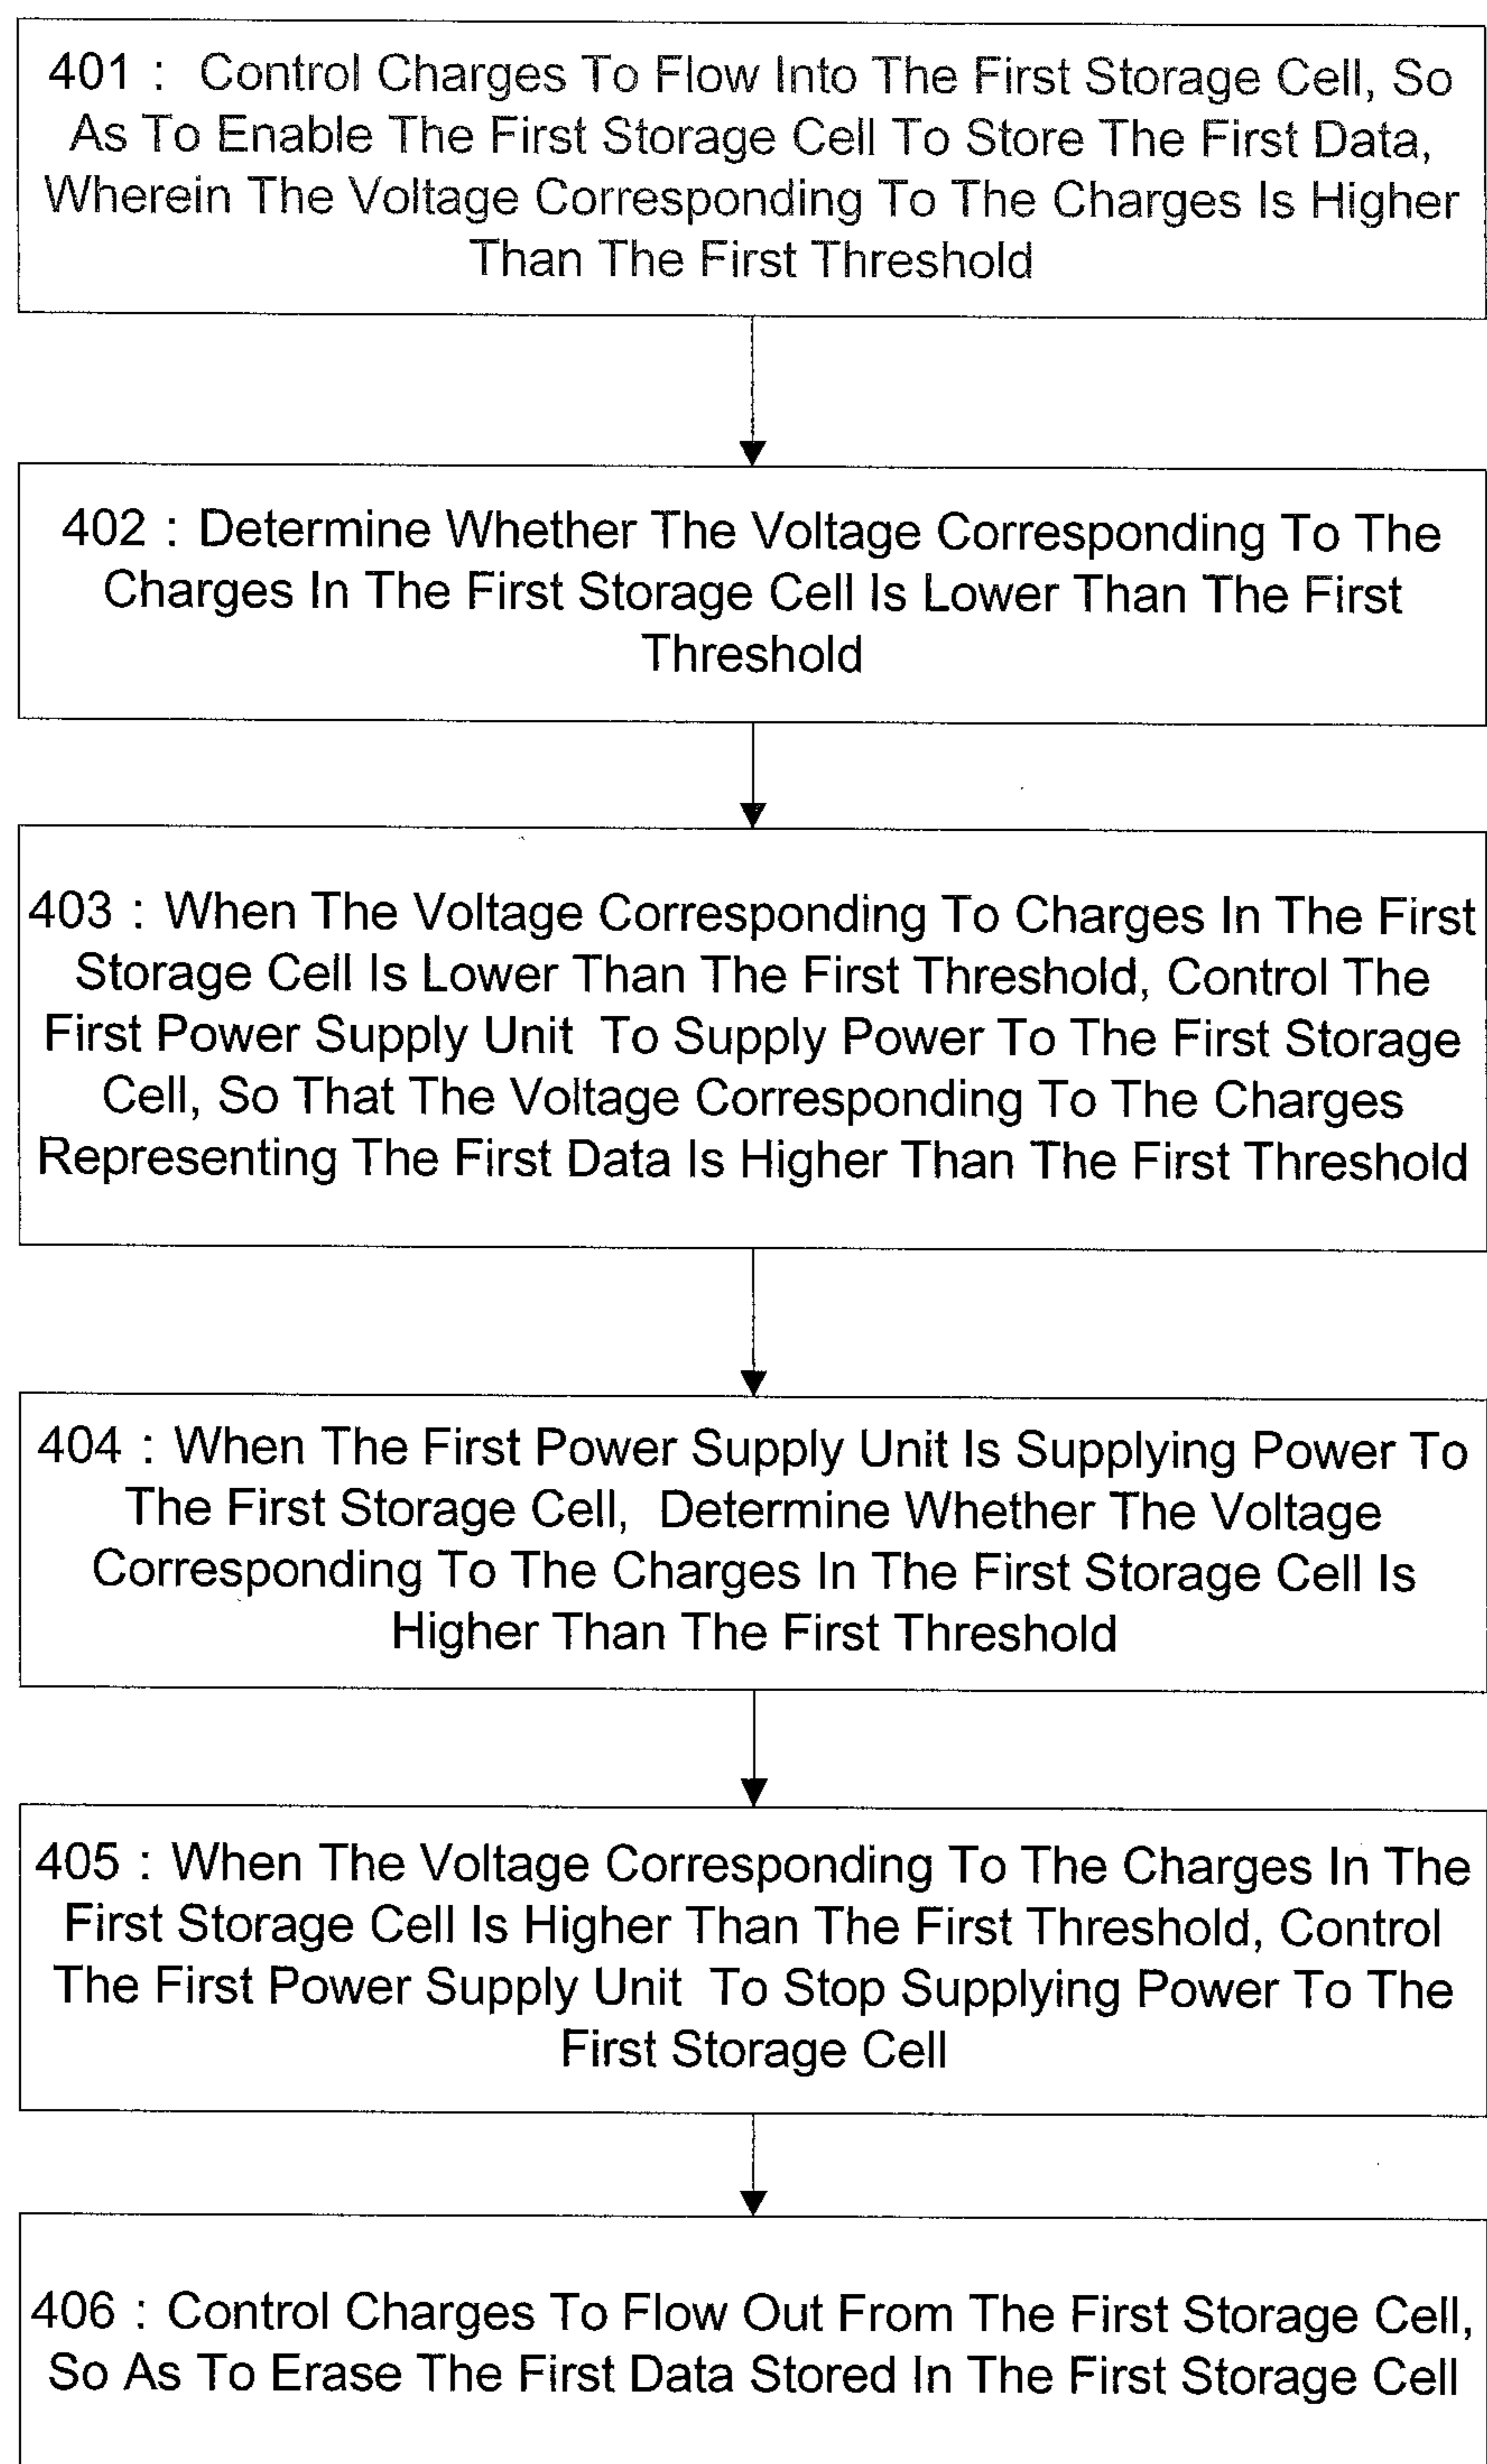 401 : Control Charges To Flow Into The First Storage Cell, So
As To Enable The First Storage Cell To Store The First Data,
Wherein The Voltage Corresponding To The Charges Is Higher
Than The First Threshold
402 : Determine Whether The Voltage Corresponding To The
Charges In The First Storage Cell Is Lower Than The First
Threshold
403 : When The Voltage Corresponding To Charges In The First
Storage Cell Is Lower Than The First Threshold, Control The
First Power Supply Unit To Supply Power To The First Storage
Cell, So That The Voltage Corresponding To The Charges
Representing The First Data Is Higher Than The First Threshold
404 : When The First Power Supply Unit Is Supplying Power To
The First Storage Cell, Determine Whether The Voltage
Corresponding To The Charges In The First Storage Cell Is
Higher Than The First Threshold
405 : When The Voltage Corresponding To The Charges In The
First Storage Cell Is Higher Than The First Threshold, Control
The First Power Supply Unit To Stop Supplying Power To The
First Storage Cell
406 : Control Charges To Flow Out From The First Storage Cell,
So As To Erase The First Data Stored In The First Storage Cell